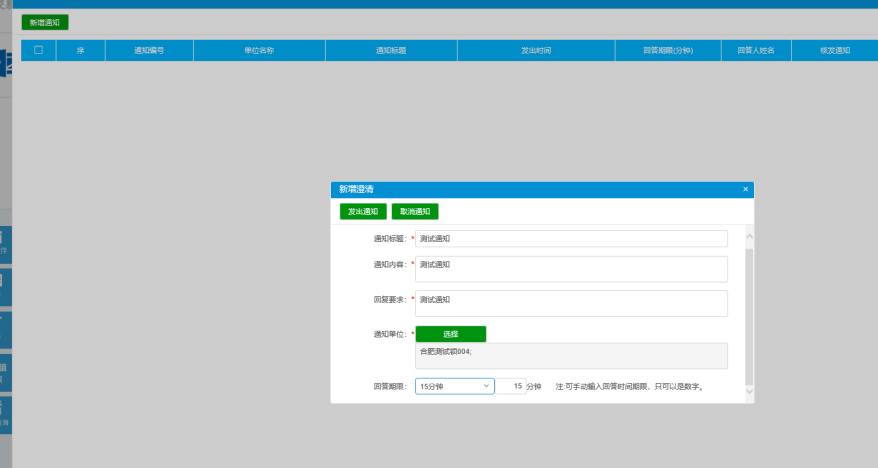 新增通知
序 通知编号 单位名称 通知标题 发出时间 回答期限(分钟) 回答人姓名 核发通知
新增澄清 ×
发出通知 取消通知
通知标题: * 测试通知
通知内容: * 测试通知
回复要求: * 测试通知
通知单位: * 选择
合肥测试锁004;
回答期限: 15分钟 15 分钟 注:可手动输入回答时间期限，只可以是数字。
件